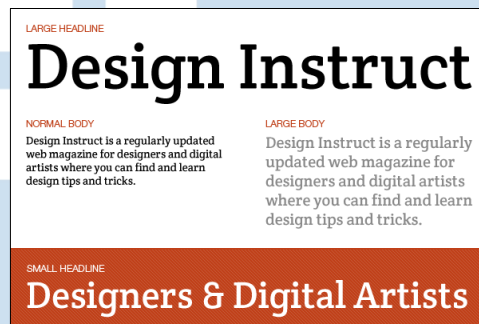 LARGE HEADLINE
Design Instruct
NORMAL BODY
Design Instruct is a regularly updated
web magazine for designers and digital
artists where you can find and learn
design tips and tricks.
LARGE BODY
Design Instruct is a regularly
updated web magazine for
designers and digital artists
where you can find and learn
design tips and tricks.
SMALL HEADLINE
Designers & Digital Artists